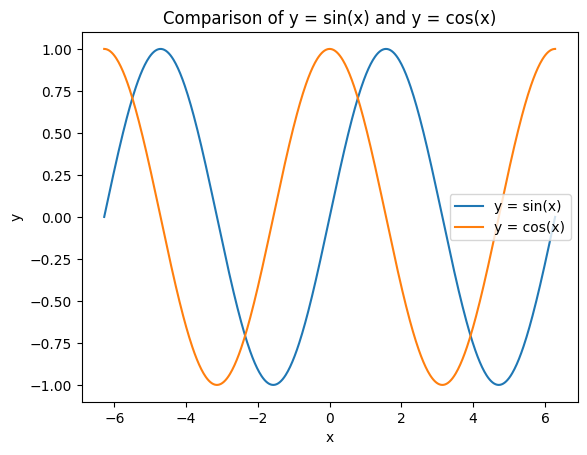 Comparison of y = sin(x) and y = cos(x)
1.00
0.75
0.50
0.25
0.00
−0.25
−0.50
−0.75
−1.00
y
y = sin(x)
y = cos(x)
−6 −4 −2 0 2 4 6
x